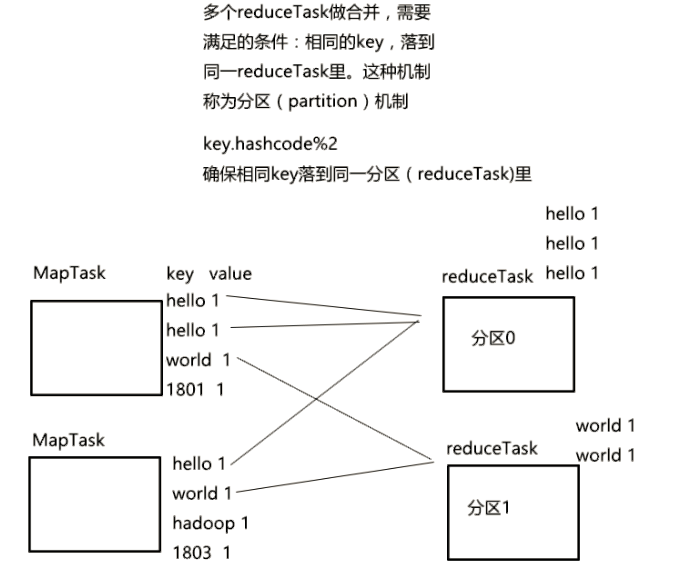 多个reduceTask做合并，需要
满足的条件：相同的key，落到
同一reduceTask里。这种机制
称为分区（partition）机制
key.hashcode%2
确保相同key落到同一分区（reduceTask)里
hello 1
hello 1
hello 1
MapTask
key value
hello 1
hello 1
world 1
1801 1
reduceTask
分区0
MapTask
hello 1
world 1
hadoop 1
1803 1
world 1
world 1
reduceTask
分区1